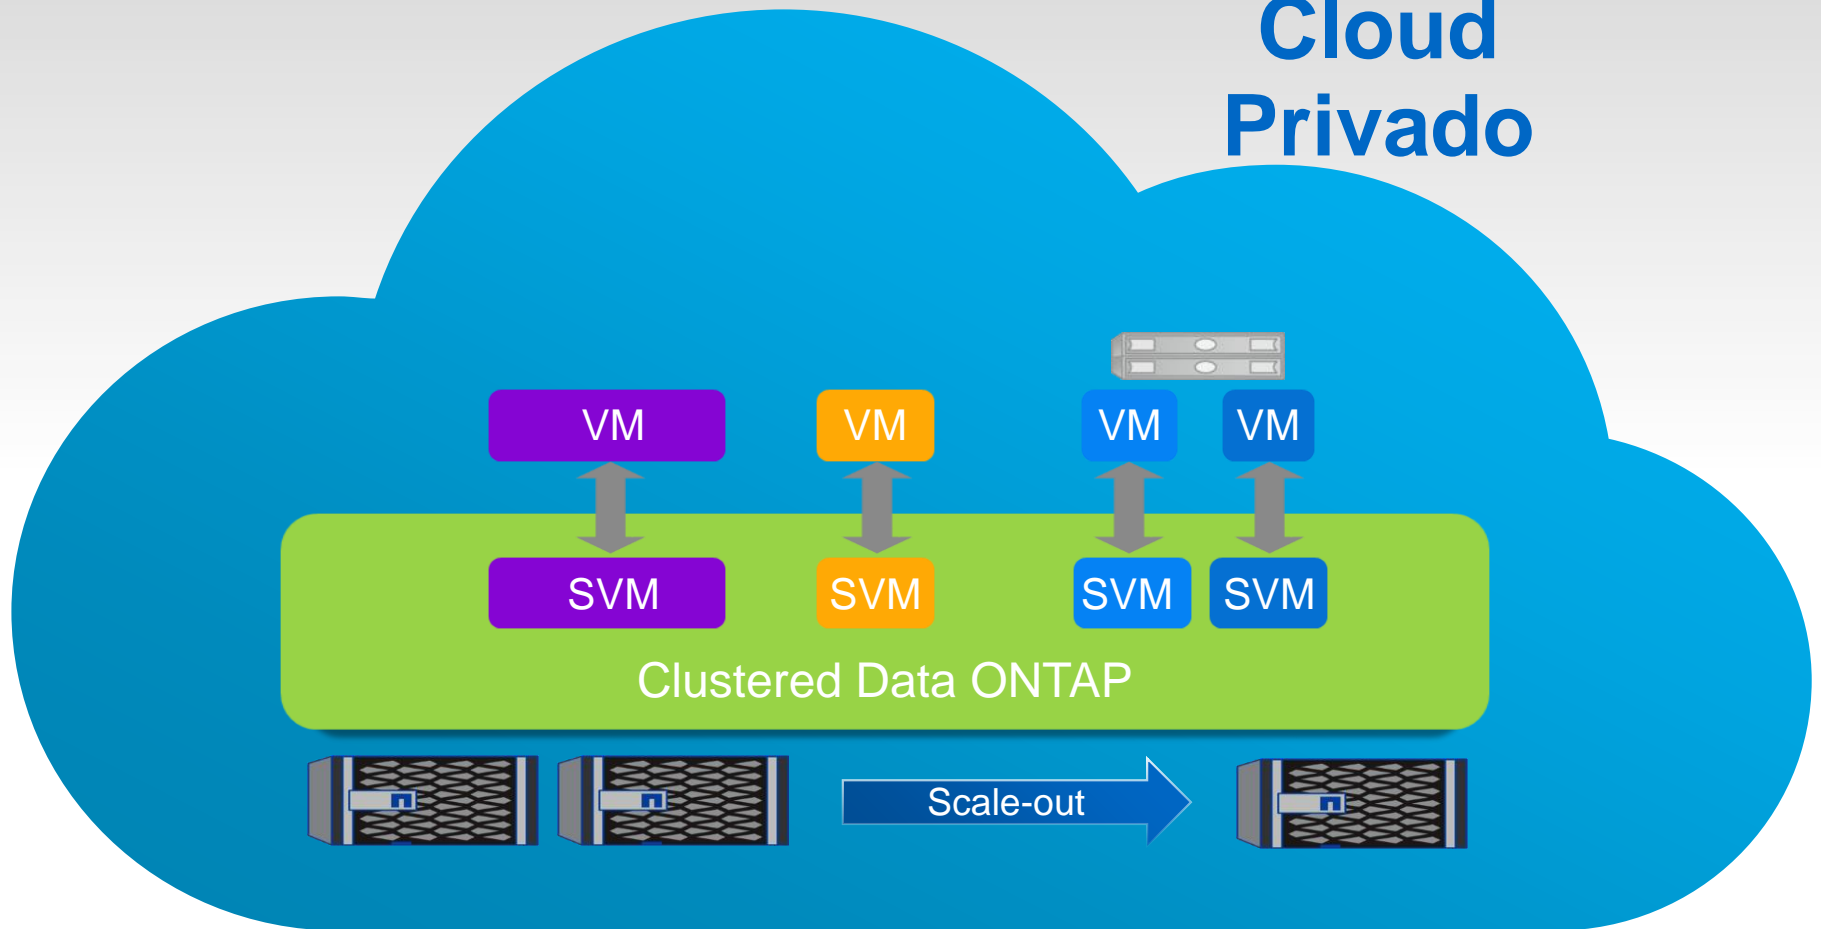 Cloud
Privado
VM VM VM VM
SVM SVM SVM SVM
Clustered Data ONTAP
Scale-out